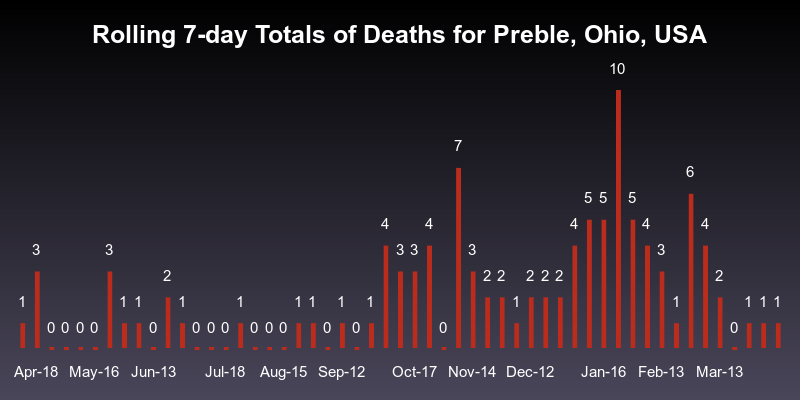 Rolling 7-day Totals of Deaths for Preble, Ohio, USA
10
7
6
5 5 5
4 4 4 4 4
3 3 3 3 3 3
2 2 2 2 2 2 2
1 1 1 1 1 1 1 1 1 1 1 1 1 1
0 0 0 0 0 0 0 0 0 0 0 0 0 0 0
Apr-18 May-16 Jun-13 Jul-18 Aug-15 Sep-12 Oct-17 Nov-14 Dec-12 Jan-16 Feb-13 Mar-13